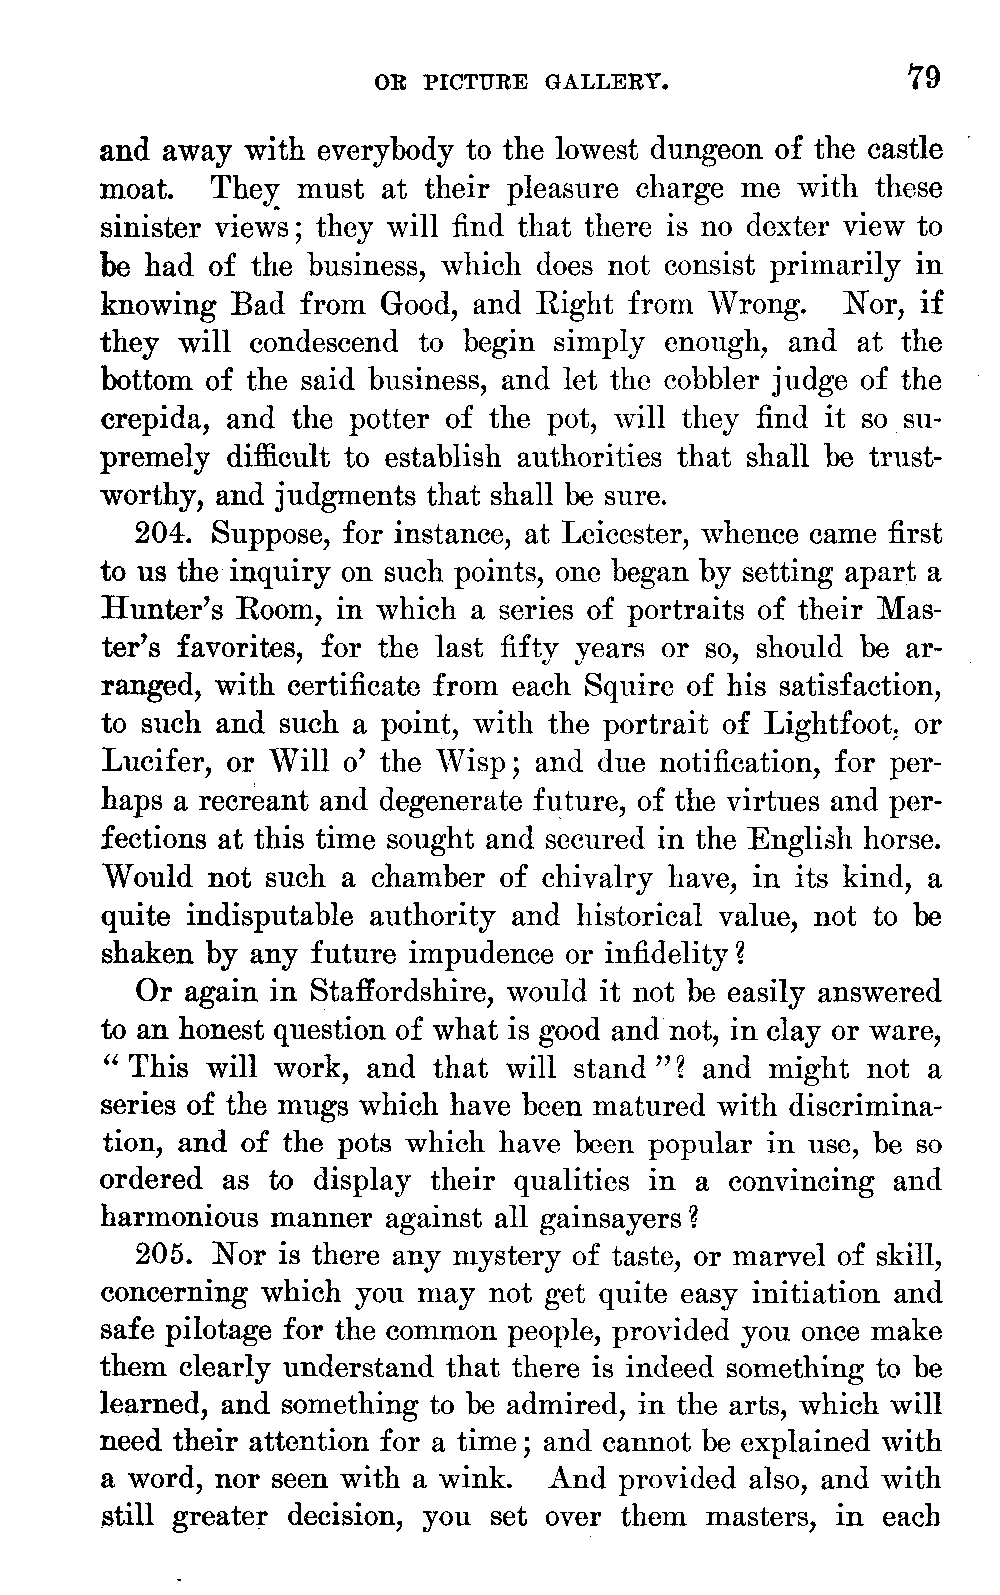 OR PICTURE GALLERY. 79
and away with everybody to the lowest dungeon of the castle
moat. They must at their pleasure charge me with these
sinister views; they will find that there is no dexter view to
be had of the business, which does not consist primarily in
knowing Bad from Good, and Right from Wrong. Nor, if
they will condescend to begin simply enough, and at the
bottom of the said business, and let the cobbler judge of the
crepida, and the potter of the pot, will they find it so su-
premely difficult to establish authorities that shall be trust-
worthy, and judgments that shall be sure.
204. Suppose, for instance, at Leicester, whence came first
to us the inquiry on such points, one began by setting apart a
Hunter's Room, in which a series of portraits of their Mas-
ter's favorites, for the last fifty years or so, should be ar-
ranged, with certificate from each Squire of his satisfaction,
to such and such a point, with the portrait of Lightfoot, or
Lucifer, or Will o' the Wisp; and due notification, for per-
haps a recreant and degenerate future, of the virtues and per-
fections at this time sought and secured in the English horse.
Would not such a chamber of chivalry have, in its kind, a
quite indisputable authority and historical value, not to be
shaken by any future impudence or infidelity?
Or again in Staffordshire, would it not be easily answered
to an honest question of what is good and not, in clay or ware,
"This will work, and that will stand"? and might not a
series of the mugs which have been matured with discrimina-
tion, and of the pots which have been popular in use, be so
ordered as to display their qualities in a convincing and
harmonious manner against all gainsayers?
205. Nor is there any mystery of taste, or marvel of skill,
concerning which you may not get quite easy initiation and
safe pilotage for the common people, provided you once make
them clearly understand that there is indeed something to be
learned, and something to be admired, in the arts, which will
need their attention for a time; and cannot be explained with
a word, nor seen with a wink. And provided also, and with
still greater decision, you set over them masters, in each